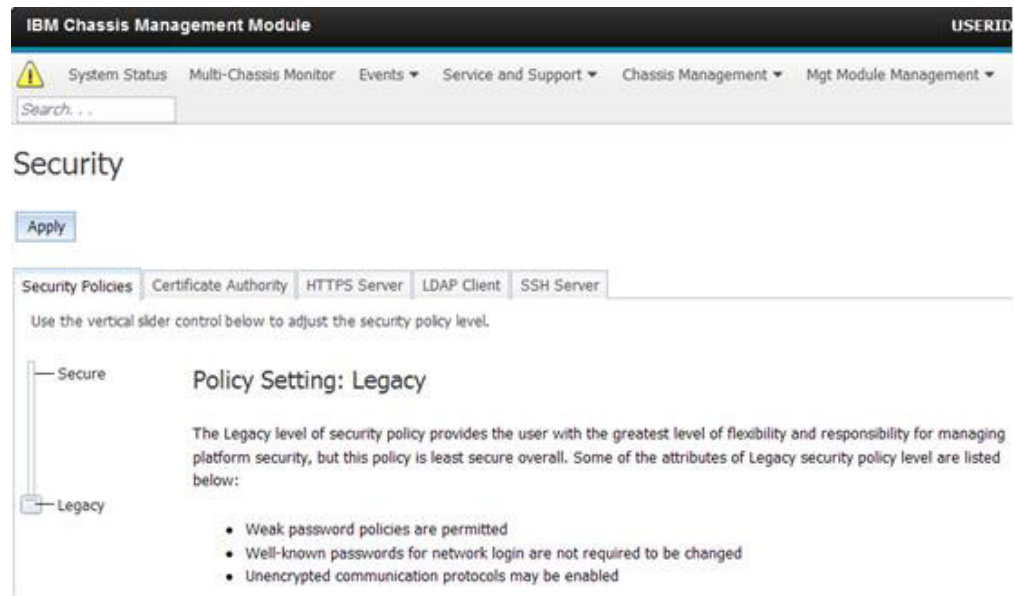 IBM Chassis Management Module USERID
System Status Multi-Chassis Monitor Events Service and Support Chassis Management Mgt Module Management
Search. . .
Security
Apply
Security Policies Certificate Authority HTTPS Server LDAP Client SSH Server
Use the vertical slider control below to adjust the security policy level.
Secure
Policy Setting: Legacy
The Legacy level of security policy provides the user with the greatest level of flexibility and responsibility for managing
platform security, but this policy is least secure overall. Some of the attributes of Legacy security policy level are listed
below:
Legacy
• Weak password policies are permitted
• Well-known passwords for network login are not required to be changed
• Unencrypted communication protocols may be enabled